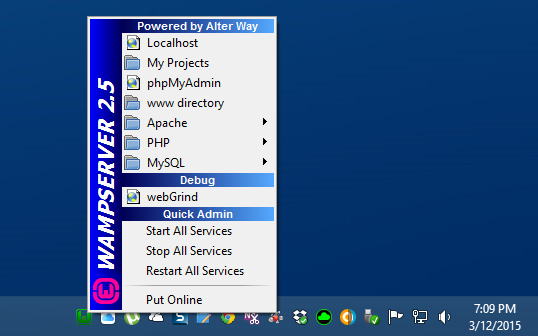 Powered by Alter Way
Localhost
My Projects
phpMyAdmin
www directory
Apache
PHP
MySQL
Debug
webGrind
Quick Admin
Start All Services
Stop All Services
Restart All Services
Put Online
WAMPSERVER 2.5
7:09 PM
3/12/2015